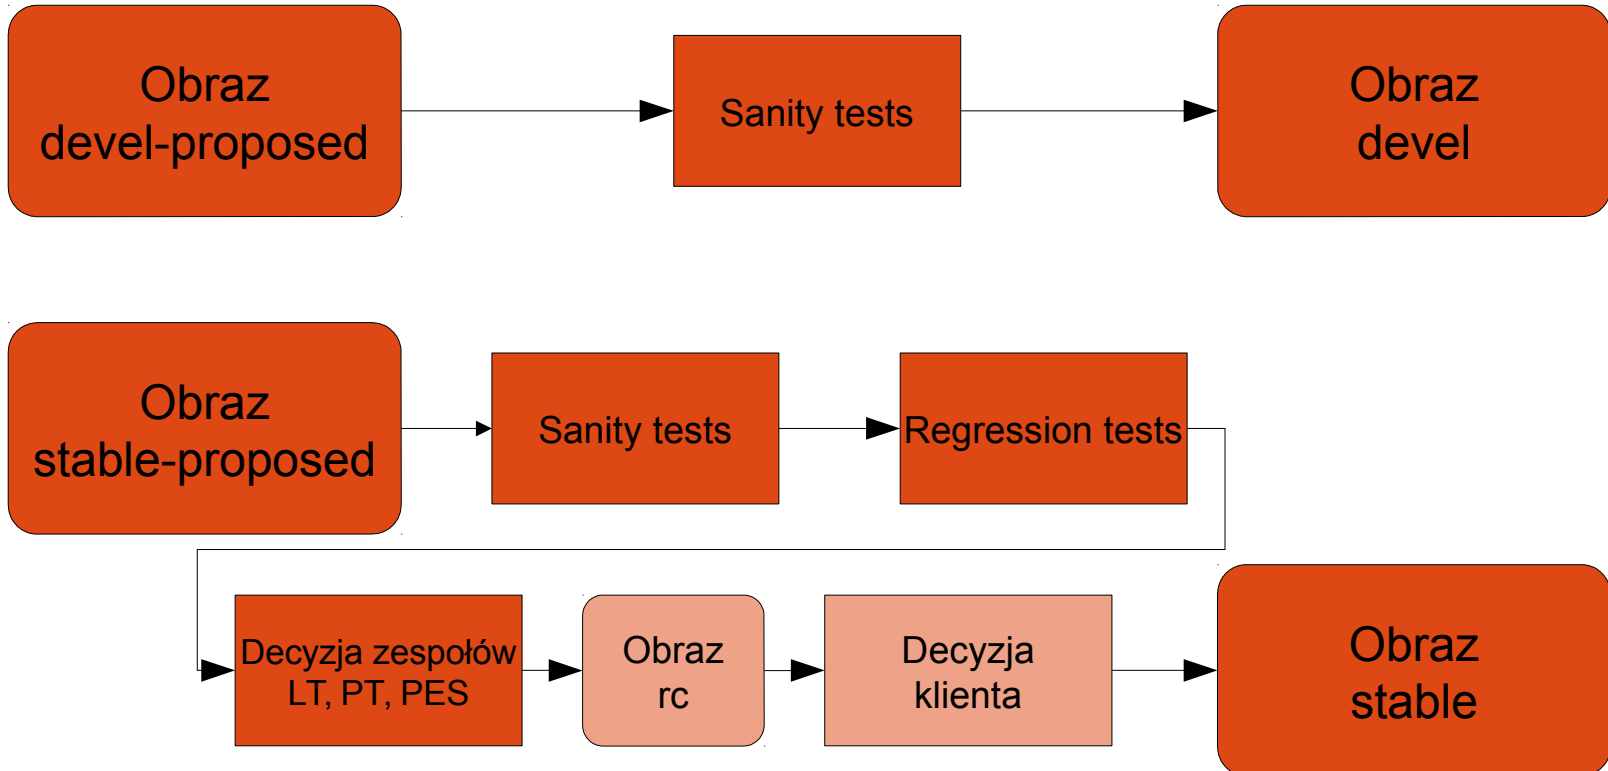 Obraz
devel-proposed
Sanity tests
Obraz
devel
Obraz
stable-proposed
Sanity tests
Regression tests
Decyzja zespołów
LT, PT, PES
Obraz
rc
Decyzja
klienta
Obraz
stable